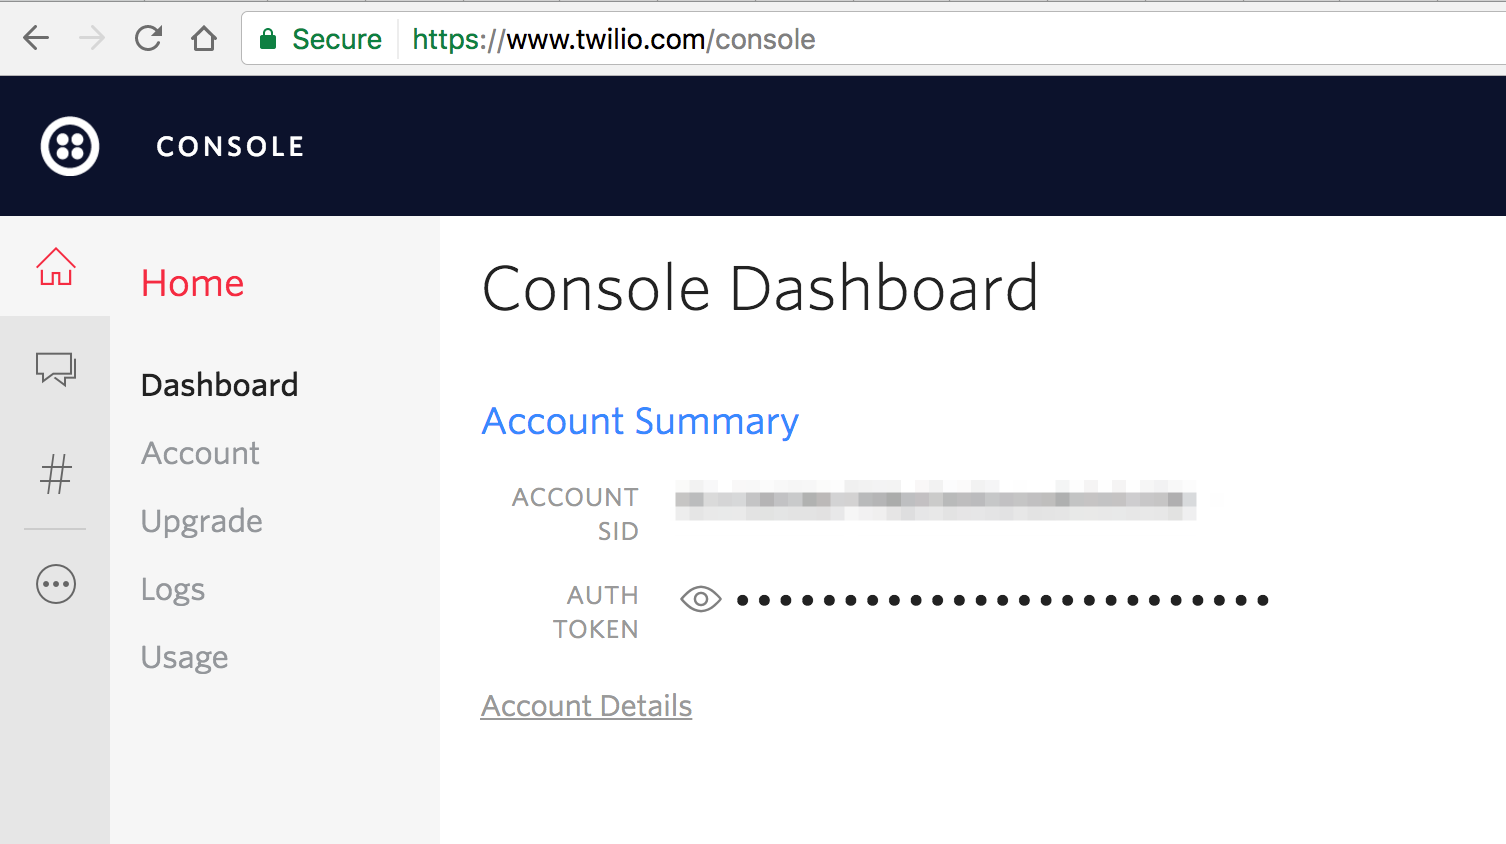 Secure https://www.twilio.com/console
CONSOLE
Home
Dashboard
Account
Upgrade
Logs
Usage
Console Dashboard
Account Summary
ACCOUNT
SID
AUTH
TOKEN
Account Details